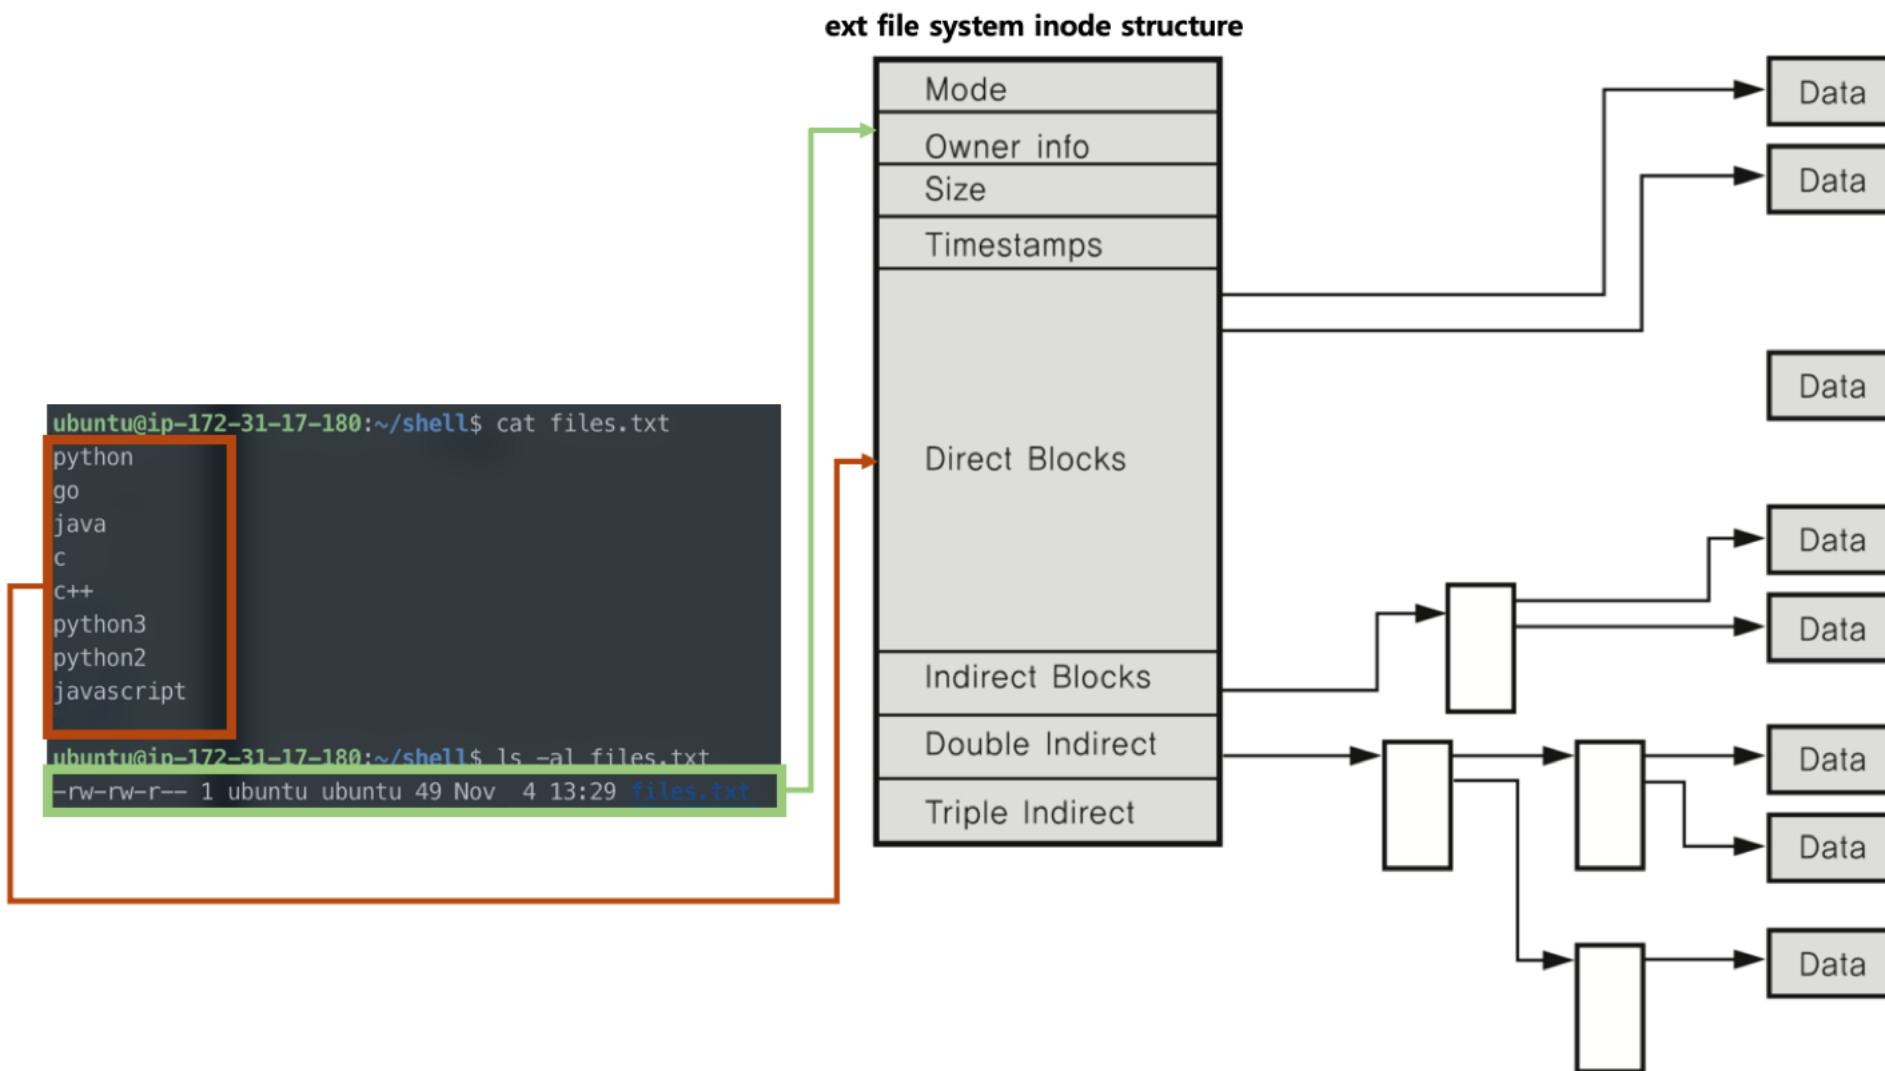 ext file system inode structure
Mode
Owner info
Size
Timestamps
Direct Blocks
Indirect Blocks
Double Indirect
Triple Indirect
Data
Data
Data
Data
Data
Data
Data
Data
ubuntu@ip-172-31-17-180:~/shell$ cat files.txt
python
go
java
c
c++
python3
python2
javascript
ubuntu@ip-172-31-17-180:~/shell$ ls -al files.txt
-rw-rw-r-- 1 ubuntu ubuntu 49 Nov  4 13:29 files.txt